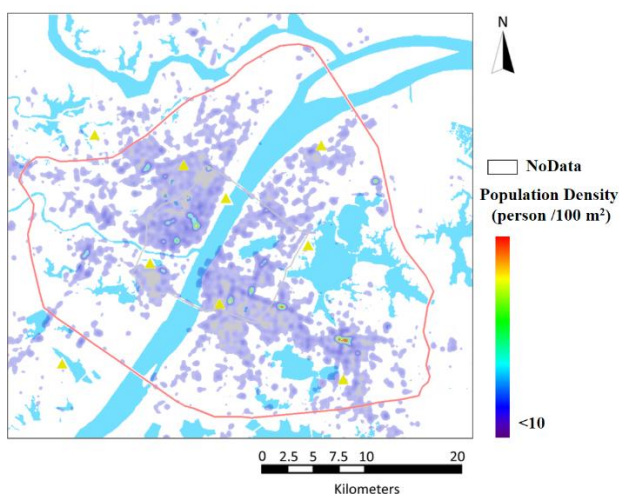 N
NoData
Population Density
(person /100 m²)
<10
0 2.5 5 7.5 10 20
Kilometers